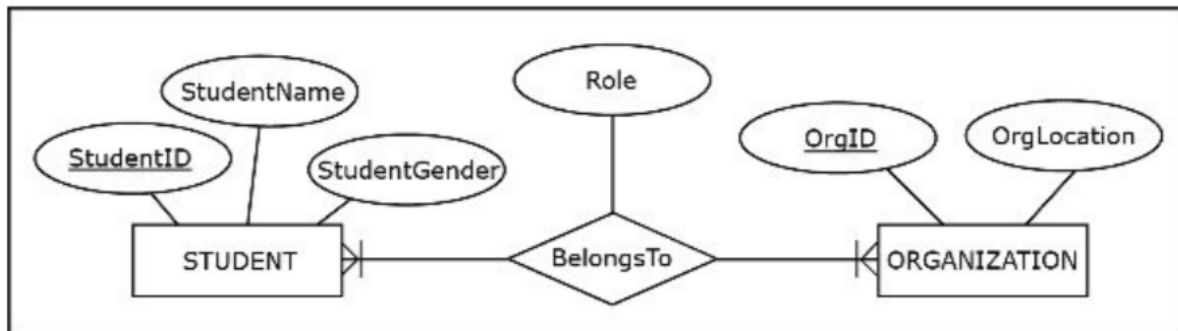 StudentName
Role
StudentID
OrgID
OrgLocation
StudentGender
STUDENT
BelongsTo
ORGANIZATION